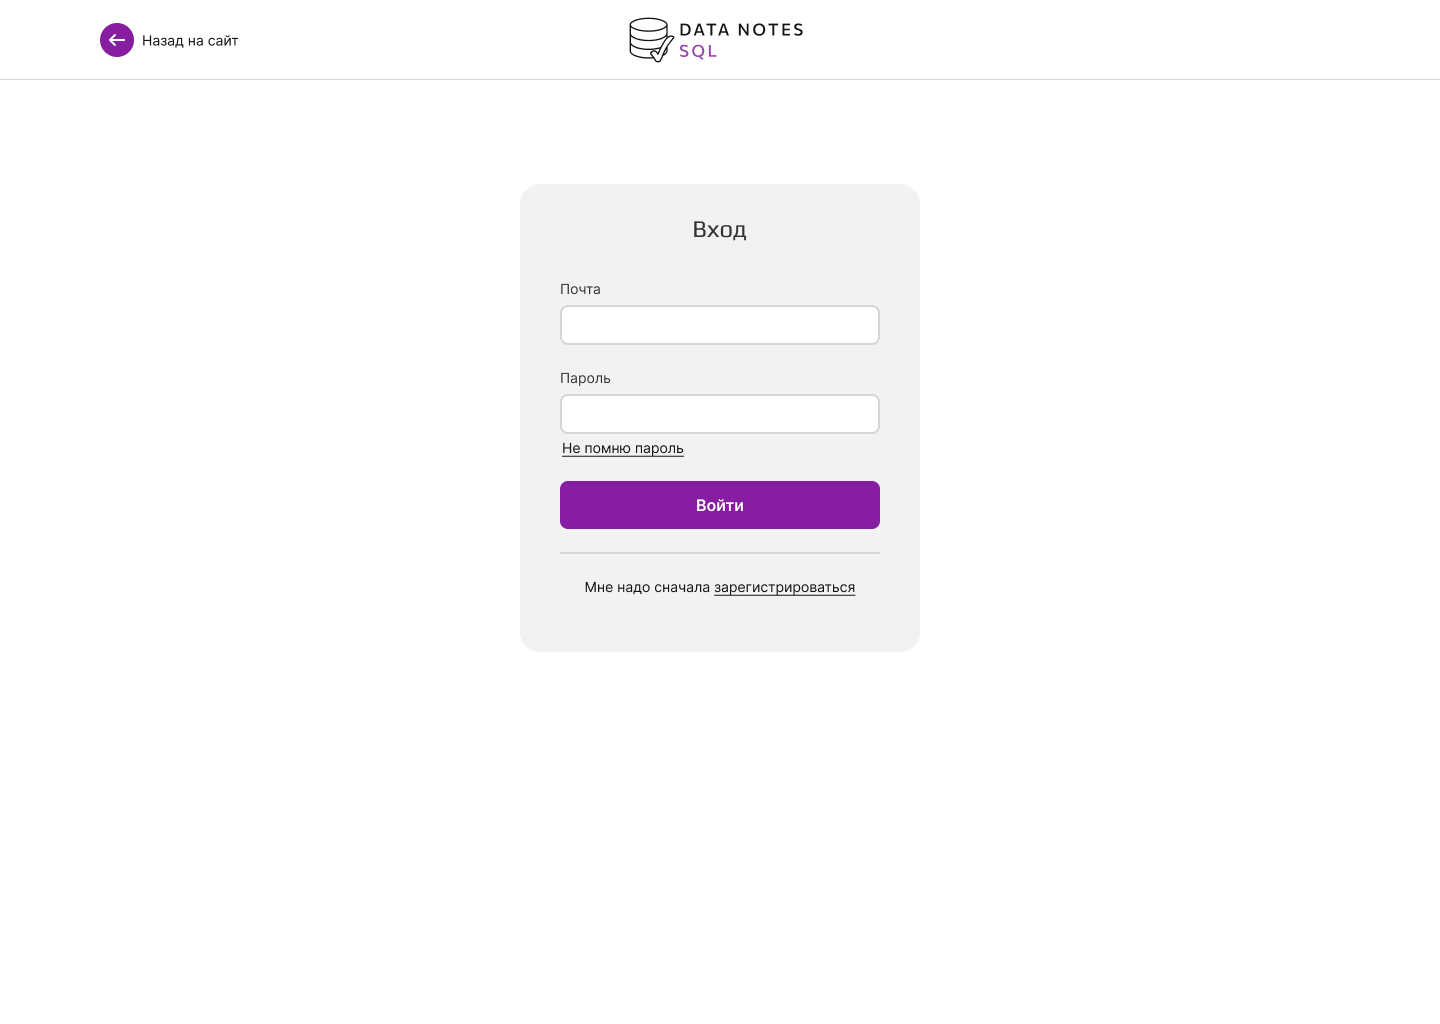 Назад на сайт
DATA NOTES
SQL
Вход
Почта
Пароль
Не помню пароль
Войти
Мне надо сначала зарегистрироваться